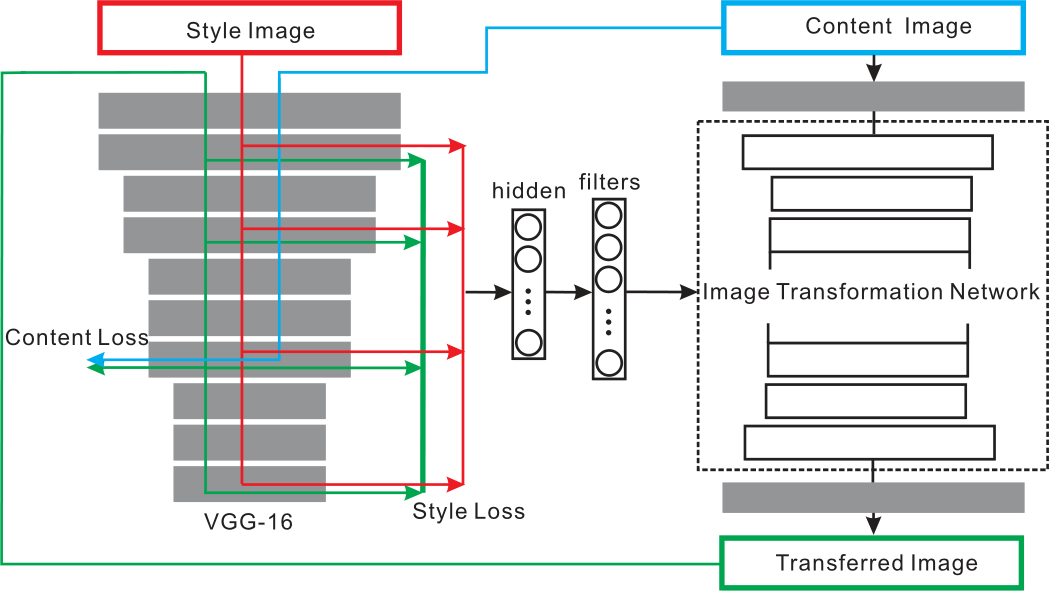 Style Image
Content Image
hidden
filters
Image Transformation Network
Content Loss
Style Loss
VGG-16
Transferred Image